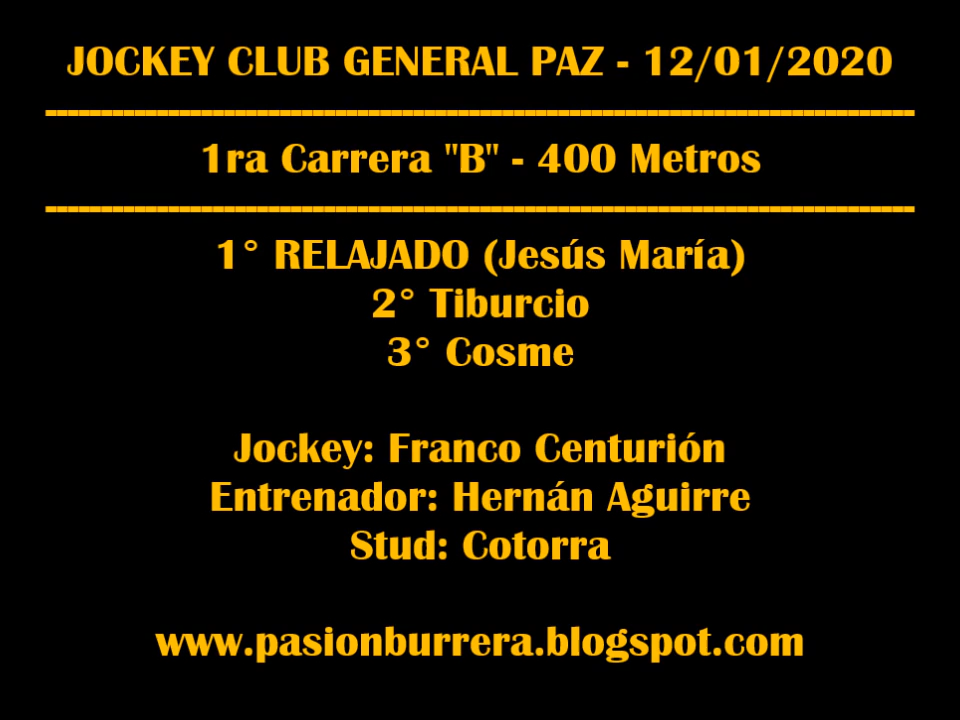 JOCKEY CLUB GENERAL PAZ - 12/01/2020
--------------------------------------------------------------------------------
1ra Carrera "B" - 400 Metros
--------------------------------------------------------------------------------
1° RELAJADO (Jesús María)
2° Tiburcio
3° Cosme
Jockey: Franco Centurión
Entrenador: Hernán Aguirre
Stud: Cotorra
www.pasionburrera.blogspot.com